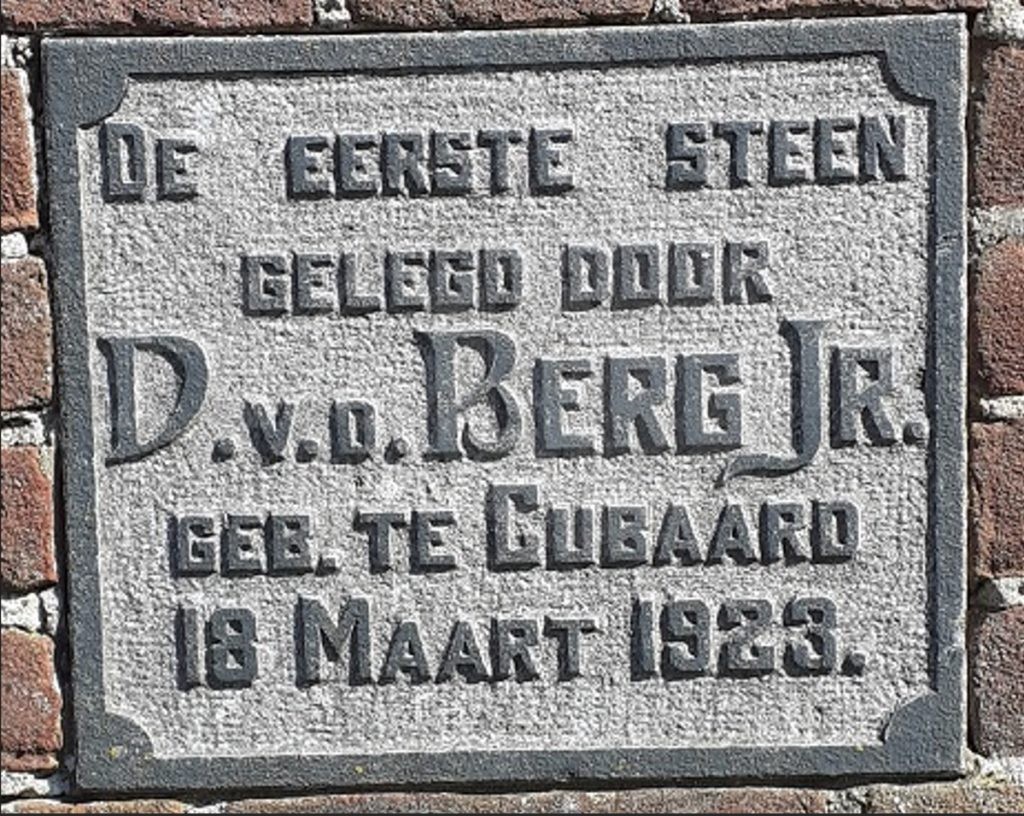 DE EERSTE STEEN
GELEGD DOOR
D.V.D. BERG JR.
GEB. TE CUBAARD
18 MAART 1923.